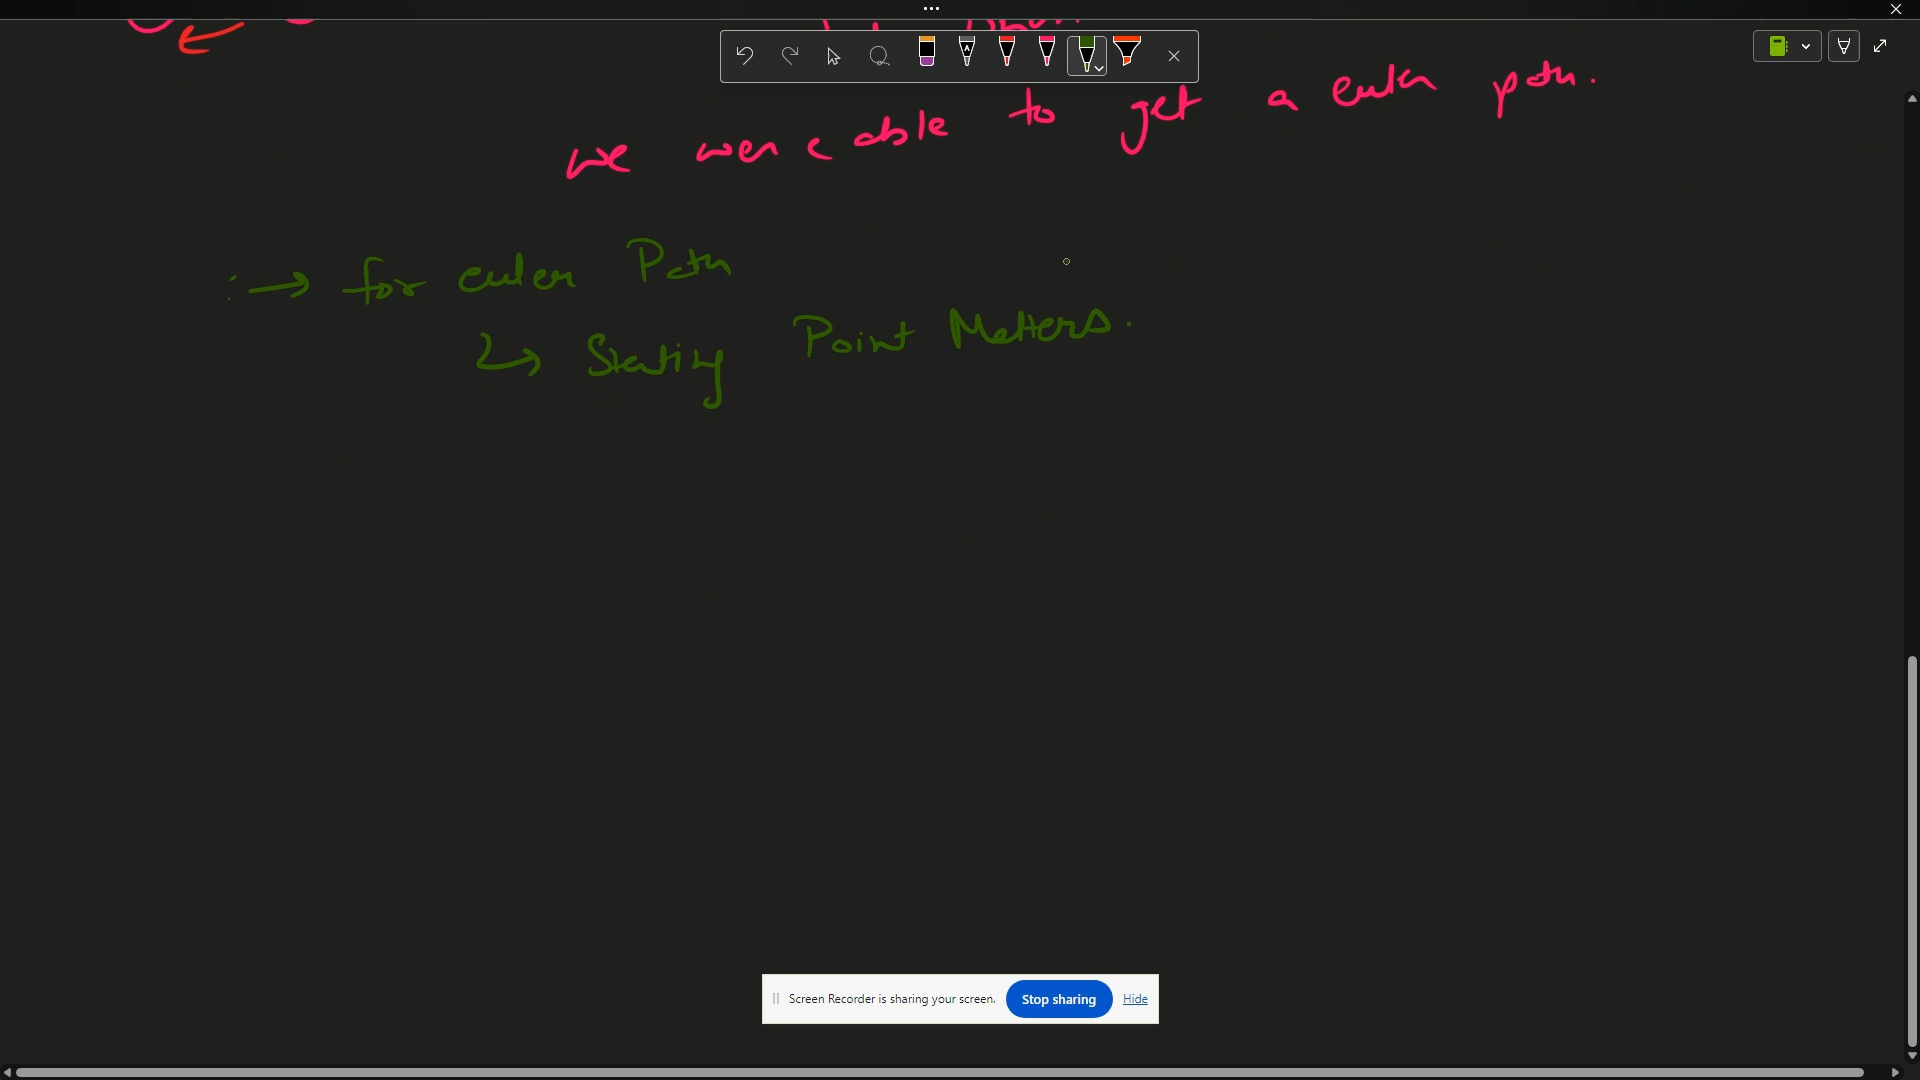 we were able to get a euler path.
:→ for euler Path
↳ Stating Point Matters.
Screen Recorder is sharing your screen. Stop sharing Hide